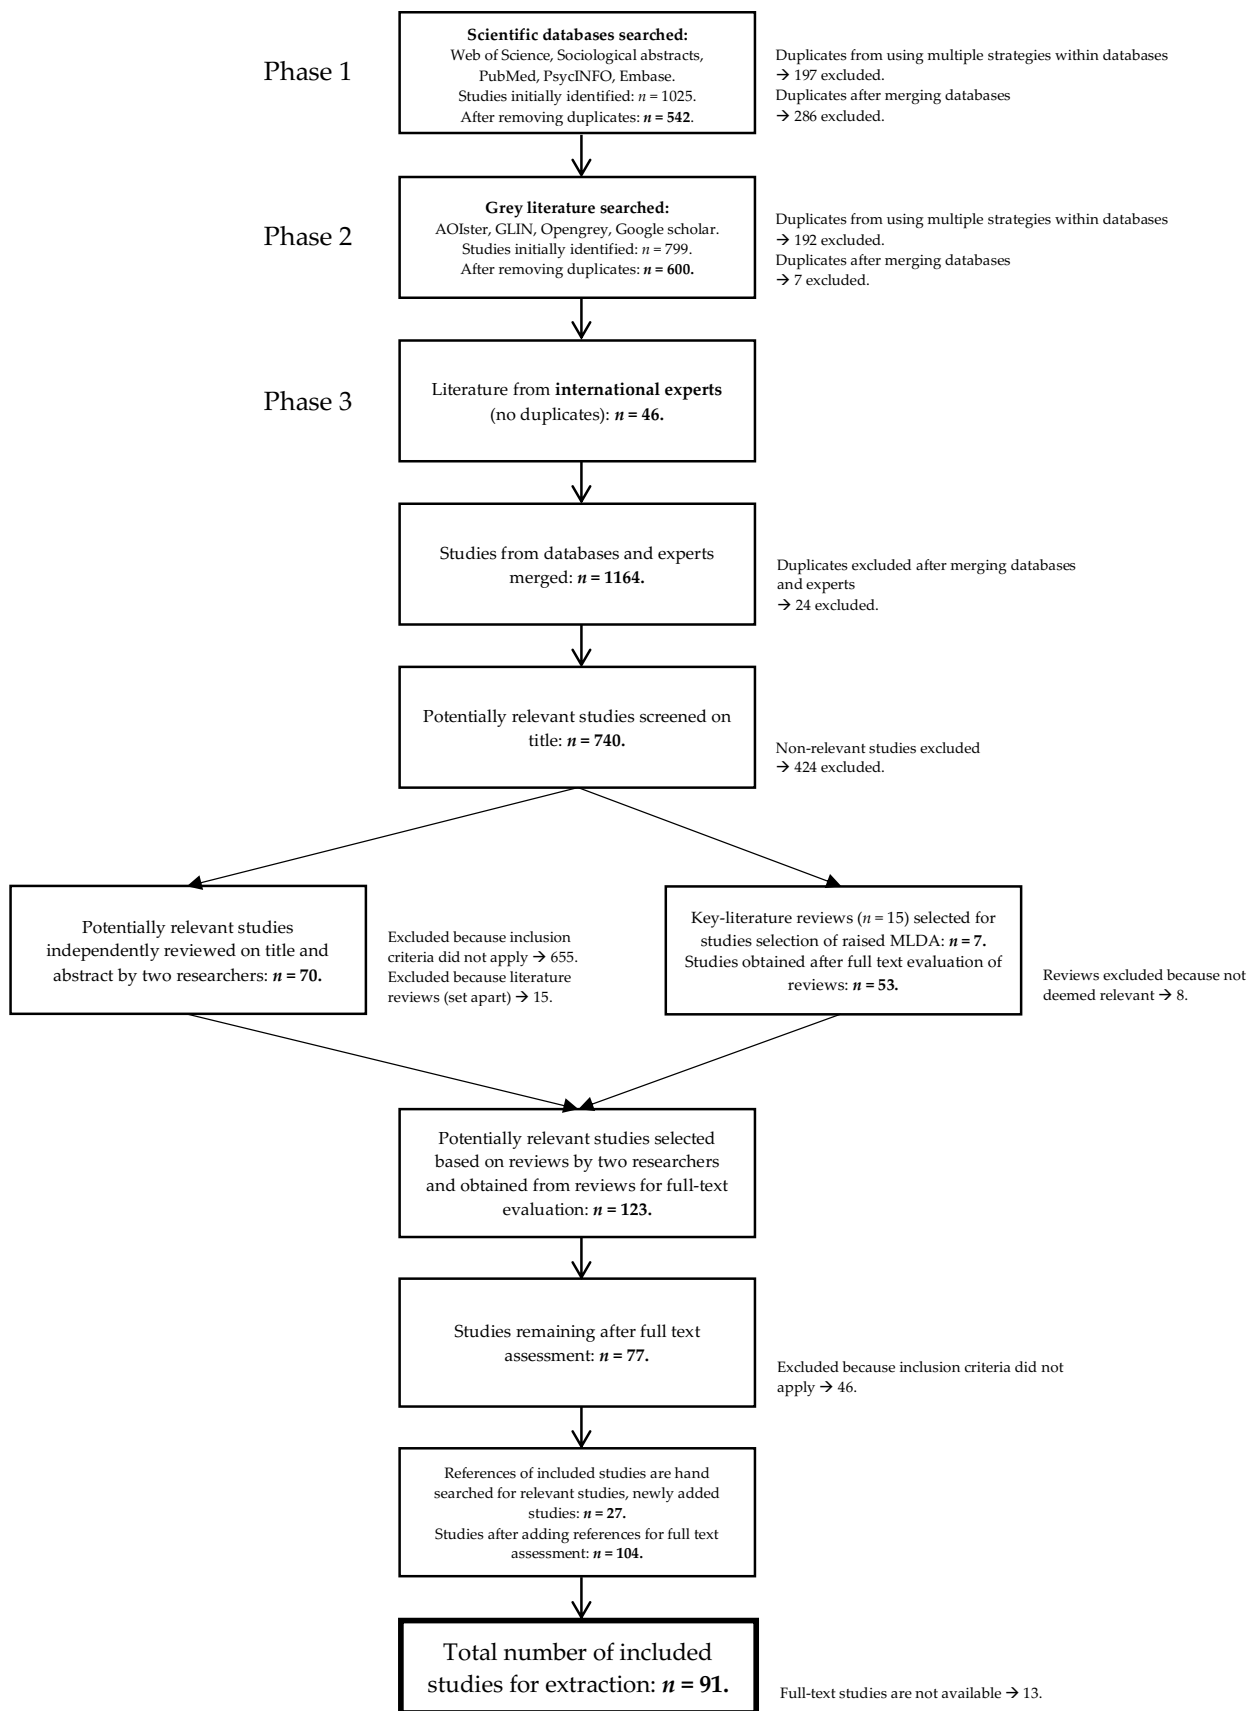 Phase 1
Scientific databases searched:
Web of Science, Sociological abstracts,
PubMed, PsycINFO, Embase.
Studies initially identified: n = 1025.
After removing duplicates: n = 542.
Duplicates from using multiple strategies within databases
→ 197 excluded.
Duplicates after merging databases
→ 286 excluded.
Phase 2
Grey literature searched:
AOIster, GLIN, Opengrey, Google scholar.
Studies initially identified: n = 799.
After removing duplicates: n = 600.
Duplicates from using multiple strategies within databases
→ 192 excluded.
Duplicates after merging databases
→ 7 excluded.
Phase 3
Literature from international experts
(no duplicates): n = 46.
Studies from databases and experts
merged: n = 1164.
Duplicates excluded after merging databases
and experts
→ 24 excluded.
Potentially relevant studies screened on
title: n = 740.
Non-relevant studies excluded
→ 424 excluded.
Potentially relevant studies
independently reviewed on title and
abstract by two researchers: n = 70.
Excluded because inclusion
criteria did not apply → 655.
Excluded because literature
reviews (set apart) → 15.
Key-literature reviews (n = 15) selected for
studies selection of raised MLDA: n = 7.
Studies obtained after full text evaluation of
reviews: n = 53.
Reviews excluded because not
deemed relevant → 8.
Potentially relevant studies selected
based on reviews by two researchers
and obtained from reviews for full-text
evaluation: n = 123.
Studies remaining after full text
assessment: n = 77.
Excluded because inclusion criteria did not
apply → 46.
References of included studies are hand
searched for relevant studies, newly added
studies: n = 27.
Studies after adding references for full text
assessment: n = 104.
Total number of included
studies for extraction: n = 91.
Full-text studies are not available → 13.